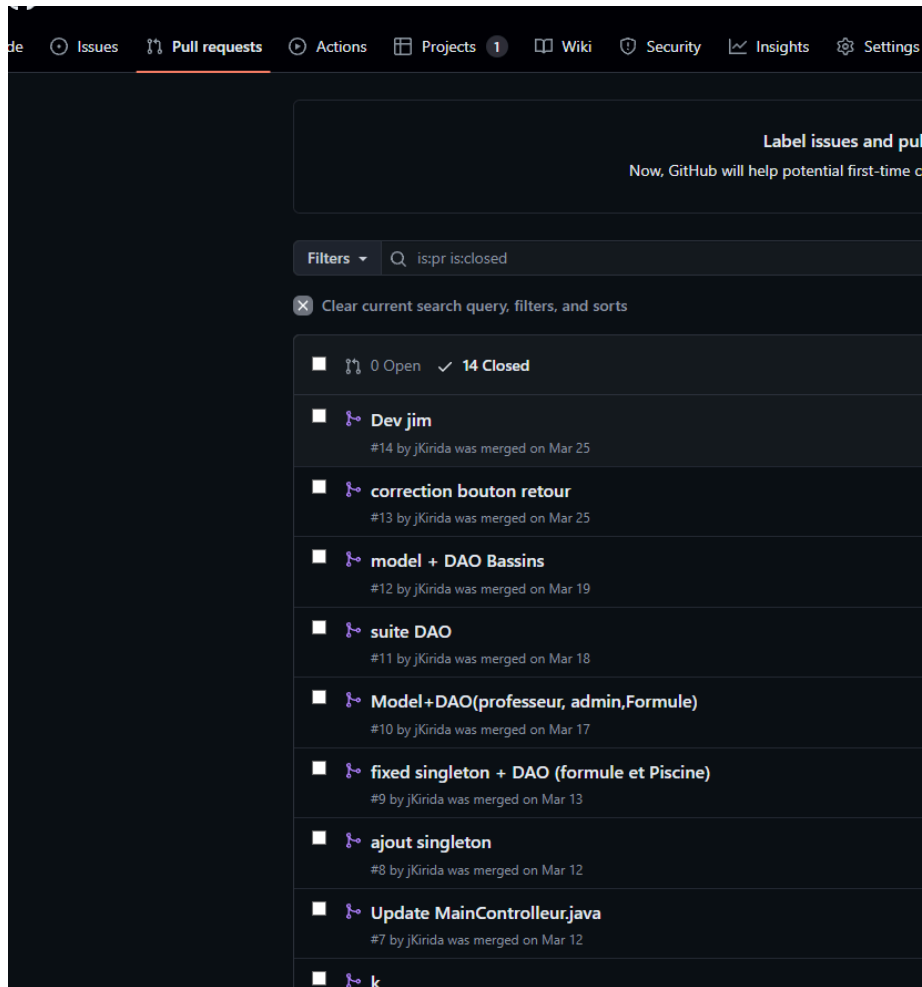 de Issues Pull requests Actions Projects 1 Wiki Security Insights Settings
Label issues and pul
Now, GitHub will help potential first-time c
Filters is:pr is:closed
Clear current search query, filters, and sorts
0 Open 14 Closed
Dev jim
#14 by jKirida was merged on Mar 25
correction bouton retour
#13 by jKirida was merged on Mar 25
model + DAO Bassins
#12 by jKirida was merged on Mar 19
suite DAO
#11 by jKirida was merged on Mar 18
Model+DAO(professeur, admin,Formule)
#10 by jKirida was merged on Mar 17
fixed singleton + DAO (formule et Piscine)
#9 by jKirida was merged on Mar 13
ajout singleton
#8 by jKirida was merged on Mar 12
Update MainControlleur.java
#7 by jKirida was merged on Mar 12
k